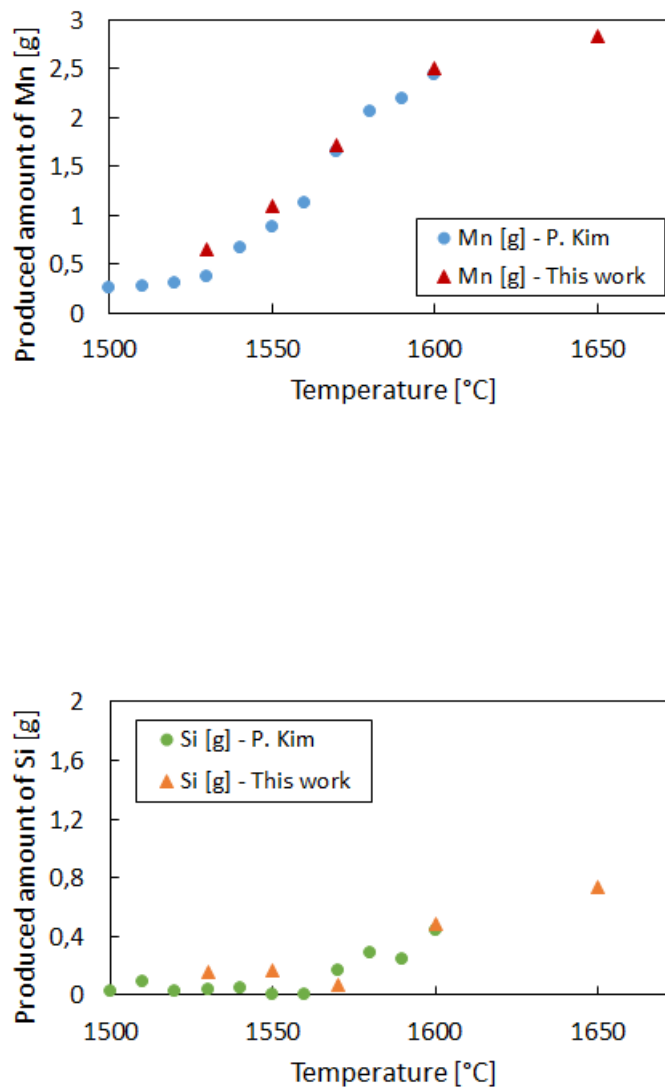 Produced amount of Mn [g]
3
2,5
2
1,5
1
0,5
0
Mn [g] - P. Kim
Mn [g] - This work
1500
1550
1600
1650
Temperature [°C]
Produced amount of Si [g]
2
1,6
1,2
0,8
0,4
0
Si [g] - P. Kim
Si [g] - This work
1500
1550
1600
1650
Temperature [°C]